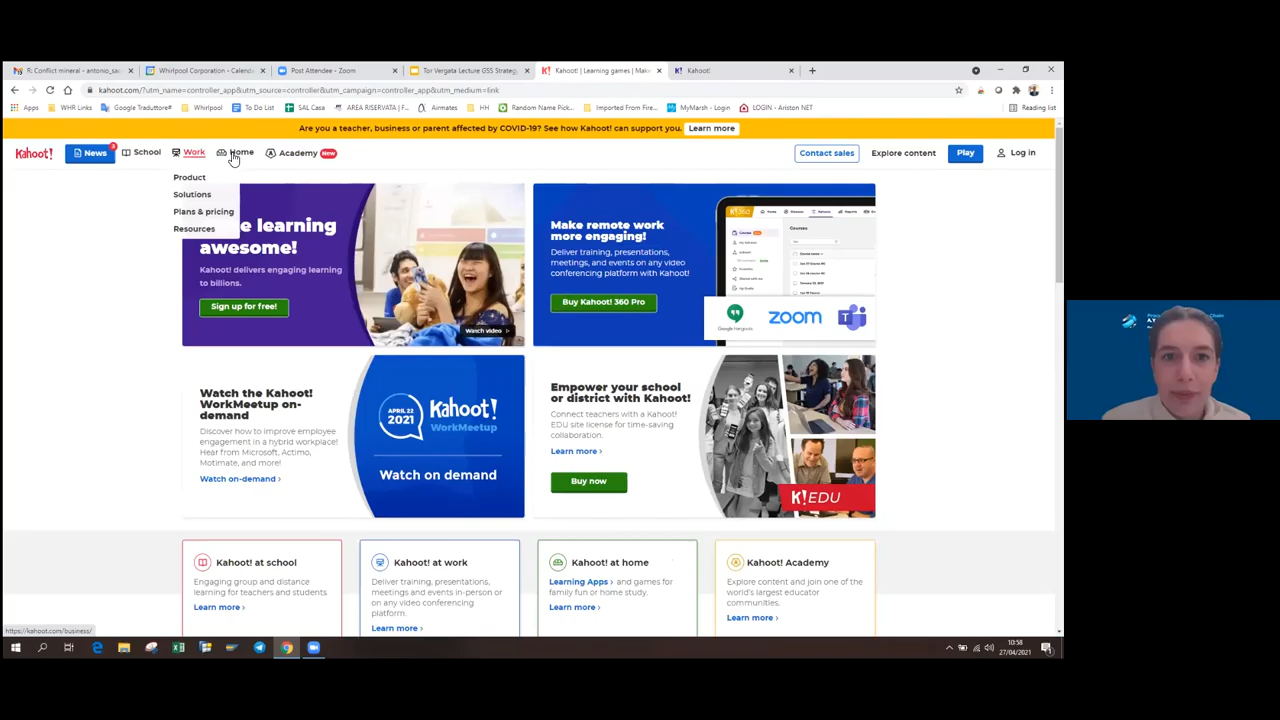 R: Conflict mineral - antonio_sa
Whirlpool Corporation - Calend
Post Attendee - Zoom
Tor Vergata Lecture GSS Strateg
Kahoot! | Learning games | Make
Kahoot!
kahoot.com/?utm_name=controller_app&utm_source=controller&utm_campaign=controller_app&utm_medium=link
Apps
WHR Links
Google Traduttore
Whirlpool
To Do List
SAL Casa
AREA RISERVATA | F...
Airmates
HH
Random Name Pick...
Imported From Fire...
MyMarsh - Login
LOGIN - Ariston NET
Reading list
Are you a teacher, business or parent affected by COVID-19? See how Kahoot! can support you.
Learn more
Kahoot!
News
3
School
Work
Home
Academy
New
Contact sales
Explore content
Play
Log in
Product
Solutions
Plans & pricing
Resources
learning
awesome!
Kahoot! delivers engaging learning
to billions.
Sign up for free!
Watch video
Make remote work
more engaging!
Deliver training, presentations,
meetings, and events on any video
conferencing platform with Kahoot!
Buy Kahoot! 360 Pro
K!360
Courses
Google Hangouts
zoom
Watch the Kahoot!
WorkMeetup on-
demand
Discover how to improve employee
engagement in a hybrid workplace!
Hear from Microsoft, Actimo,
Motimate, and more!
Watch on-demand ›
APRIL 22
2021
Kahoot!
WorkMeetup
Watch on demand
Empower your school
or district with Kahoot!
Connect teachers with a Kahoot!
EDU site license for time-saving
collaboration.
Learn more ›
Buy now
K!EDU
Kahoot! at school
Engaging group and distance
learning for teachers and students.
Learn more ›
Kahoot! at work
Deliver training, presentations,
meetings and events in-person or
on any video conferencing
platform.
Learn more ›
Kahoot! at home
Learning Apps › and games for
family fun or home study.
Learn more ›
Kahoot! Academy
Explore content and join one of the
world's largest educator
communities.
Learn more ›
https://kahoot.com/business/
10:58
27/04/2021